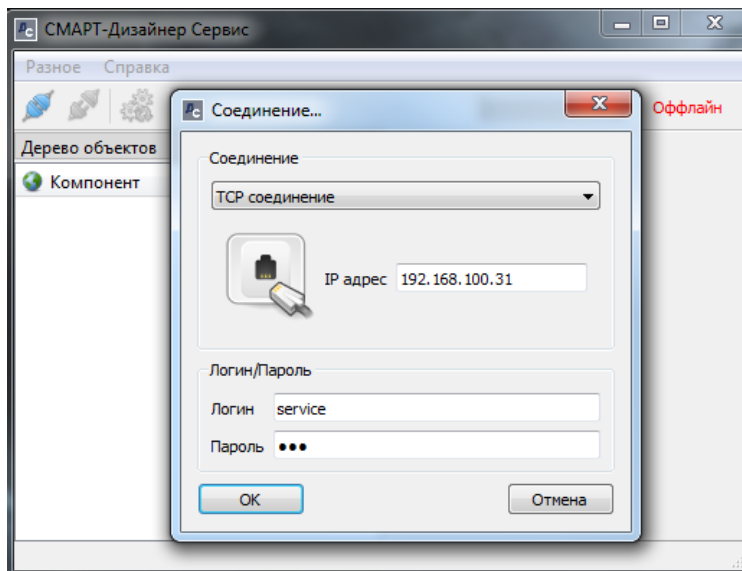 СМАРТ-Дизайнер Сервис
Разное Справка
Оффлайн
Дерево объектов
Компонент
Соединение...
Соединение
TCP соединение
IP адрес 192.168.100.31
Логин/Пароль
Логин service
Пароль •••
OK Отмена